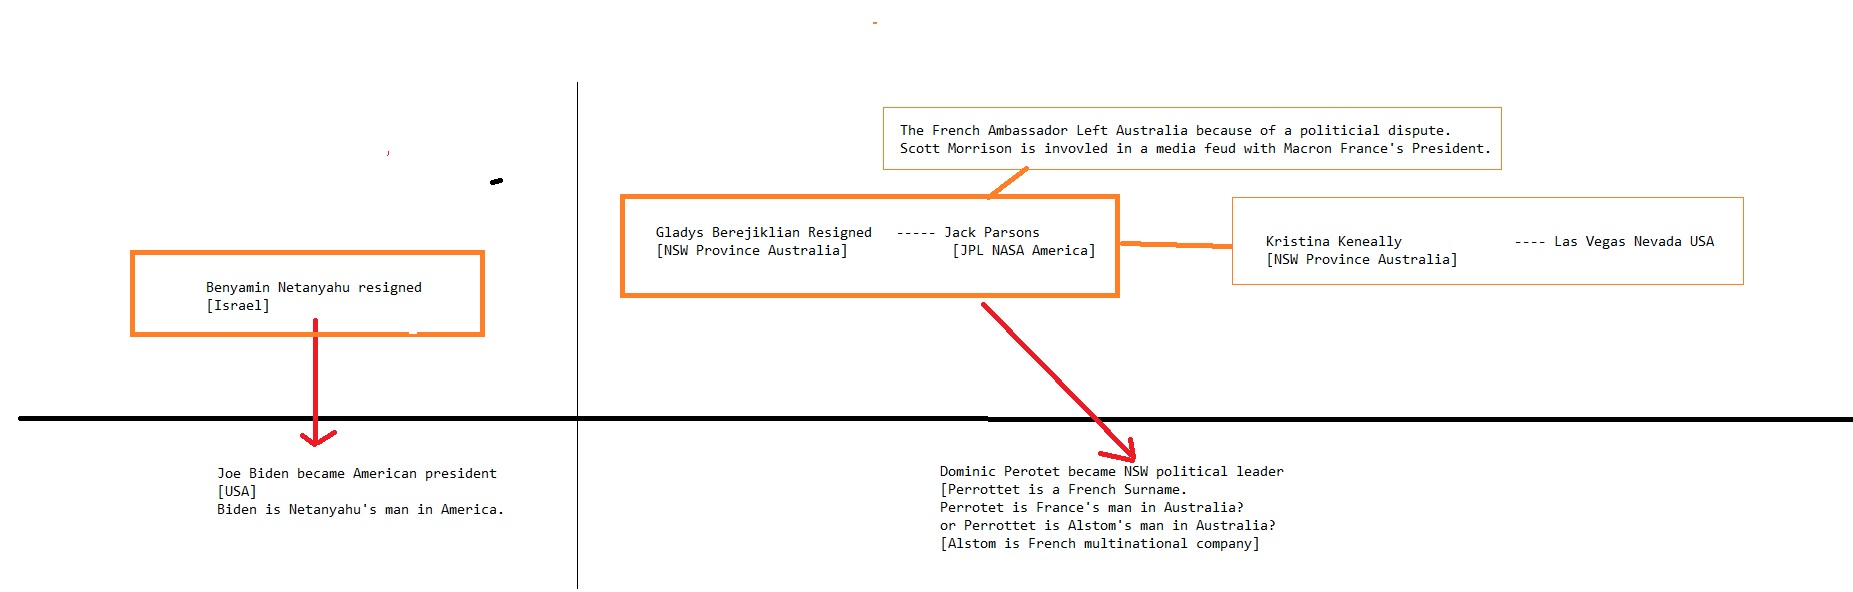 The French Ambassador Left Australia because of a politicial dispute.
Scott Morrison is invovled in a media feud with Macron France's President.
Gladys Berejiklian Resigned ----- Jack Parsons
[NSW Province Australia] [JPL NASA America]
Kristina Keneally ---- Las Vegas Nevada USA
[NSW Province Australia]
Benyamin Netanyahu resigned
[Israel]
Joe Biden became American president
[USA]
Biden is Netanyahu's man in America.
Dominic Perotet became NSW political leader
[Perrottet is a French Surname.
Perrotet is France's man in Australia?
or Perrottet is Alstom's man in Australia?
[Alstom is French multinational company]